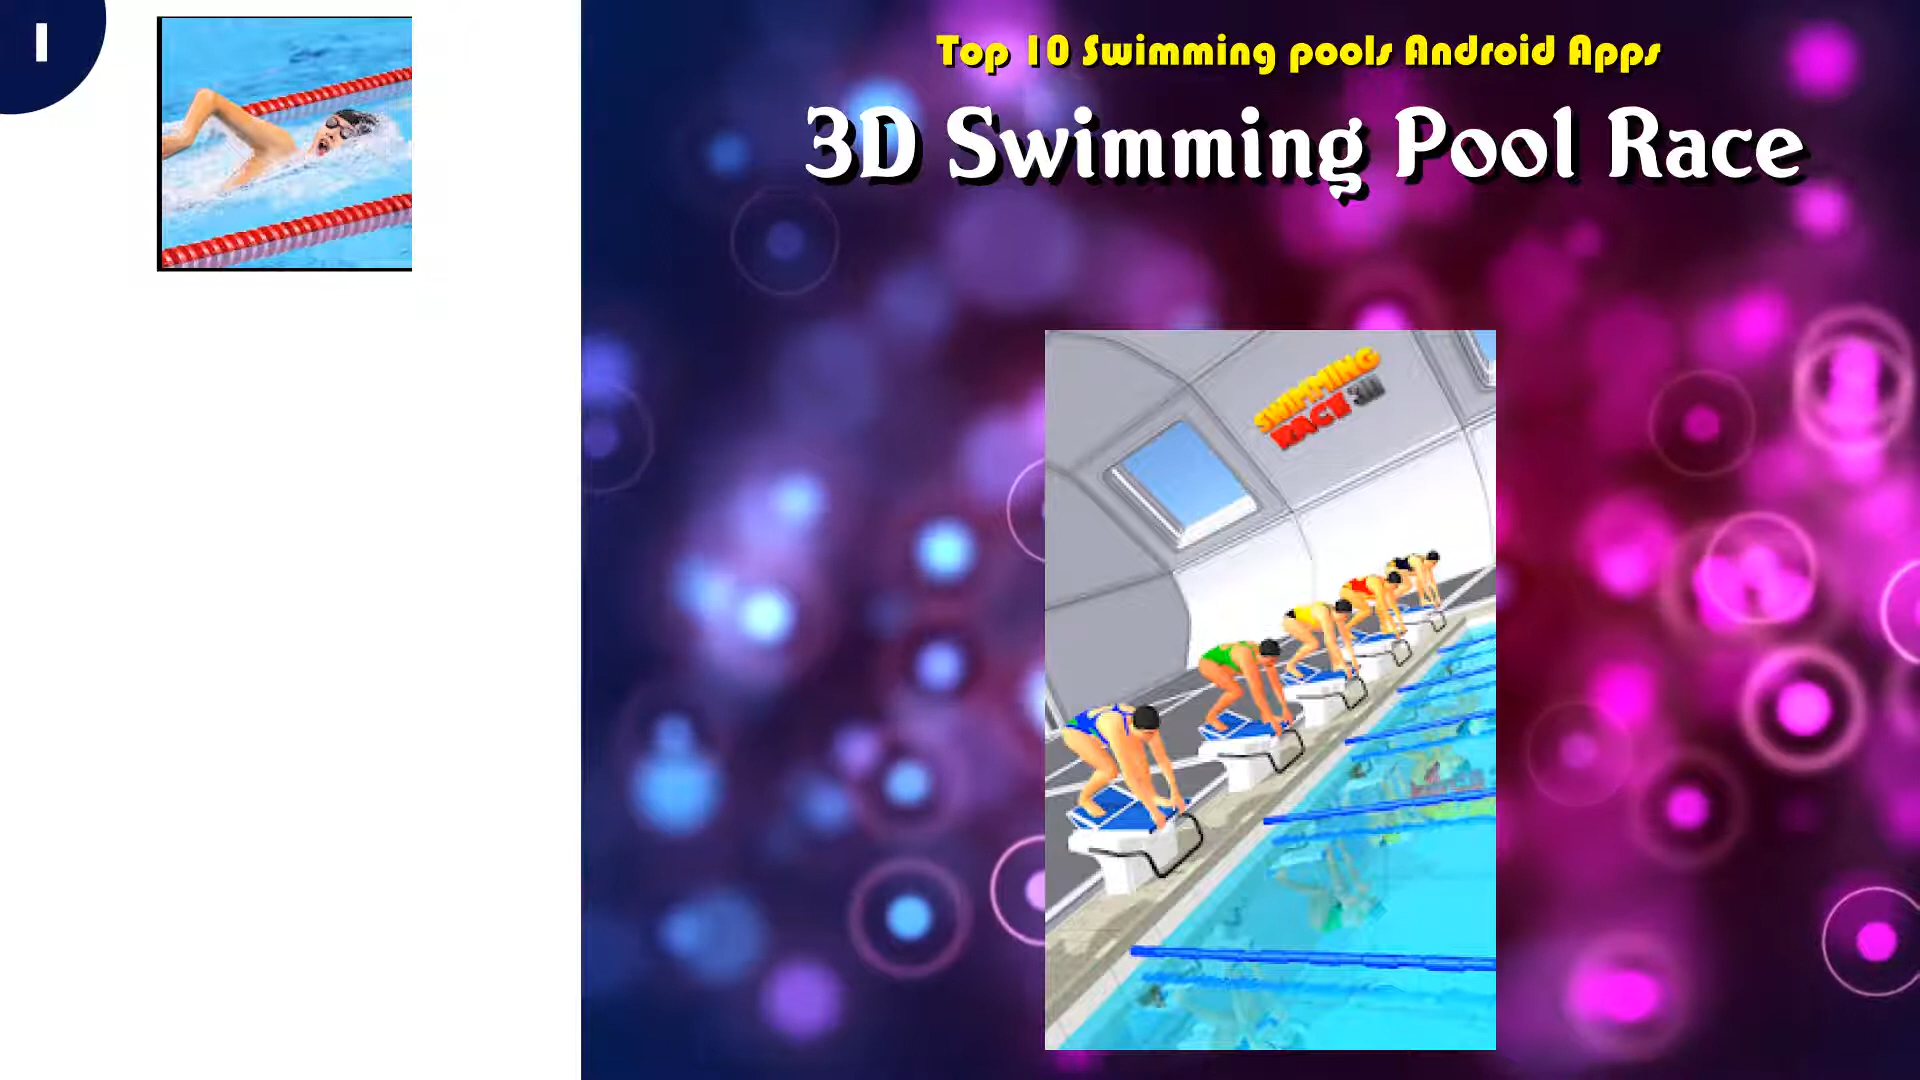 1
Top 10 Swimming pools Android Apps
3D Swimming Pool Race
SWIMMING
RACE 3D